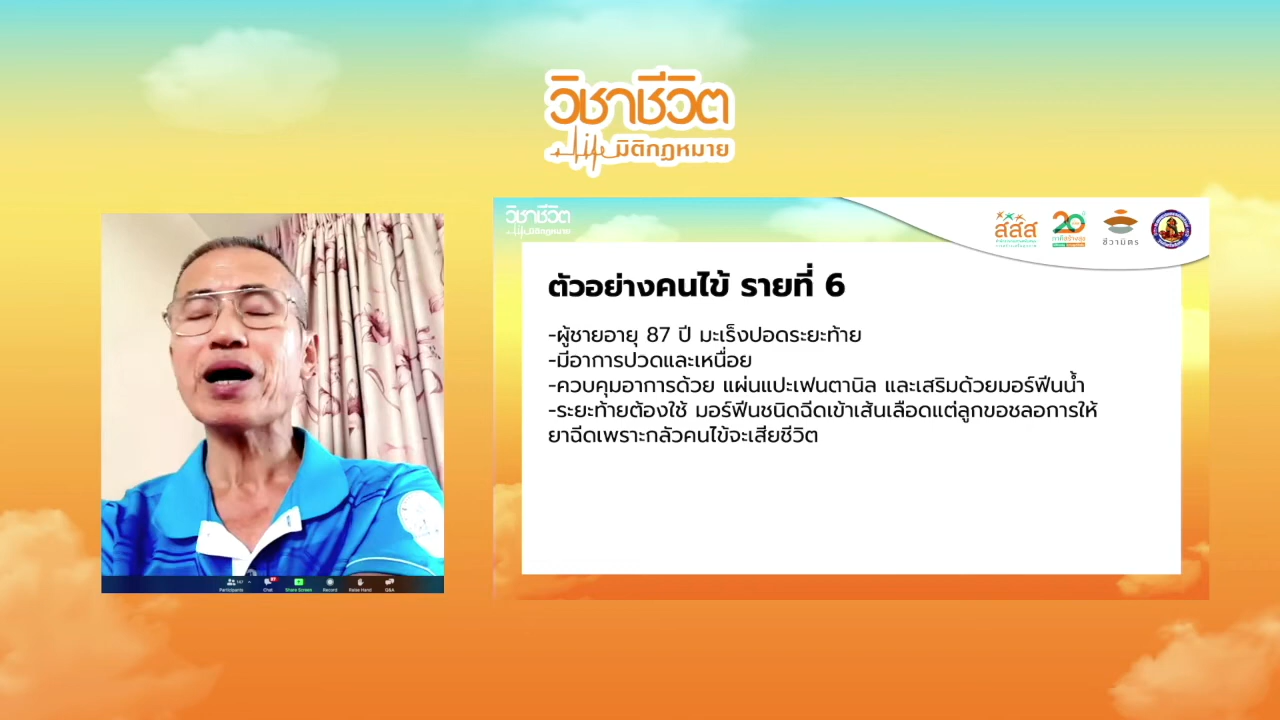 วิชาชีวิต
Life มิติกฎหมาย
วิชาชีวิต
Life มิติกฎหมาย
สสส
20
ชีวามิตร
ตัวอย่างคนไข้ รายที่ 6
-ผู้ชายอายุ 87 ปี มะเร็งปอดระยะท้าย
-มีอาการปวดและเหนื่อย
-ควบคุมอาการด้วย แผ่นแปะเฟนตานิล และเสริมด้วยมอร์ฟีนน้ำ
-ระยะท้ายต้องใช้ มอร์ฟีนชนิดฉีดเข้าเส้นเลือดแต่ลูกขอชลอการให้
ยาฉีดเพราะกลัวคนไข้จะเสียชีวิต
Participants Chat Share Screen Record Raise Hand Q&A